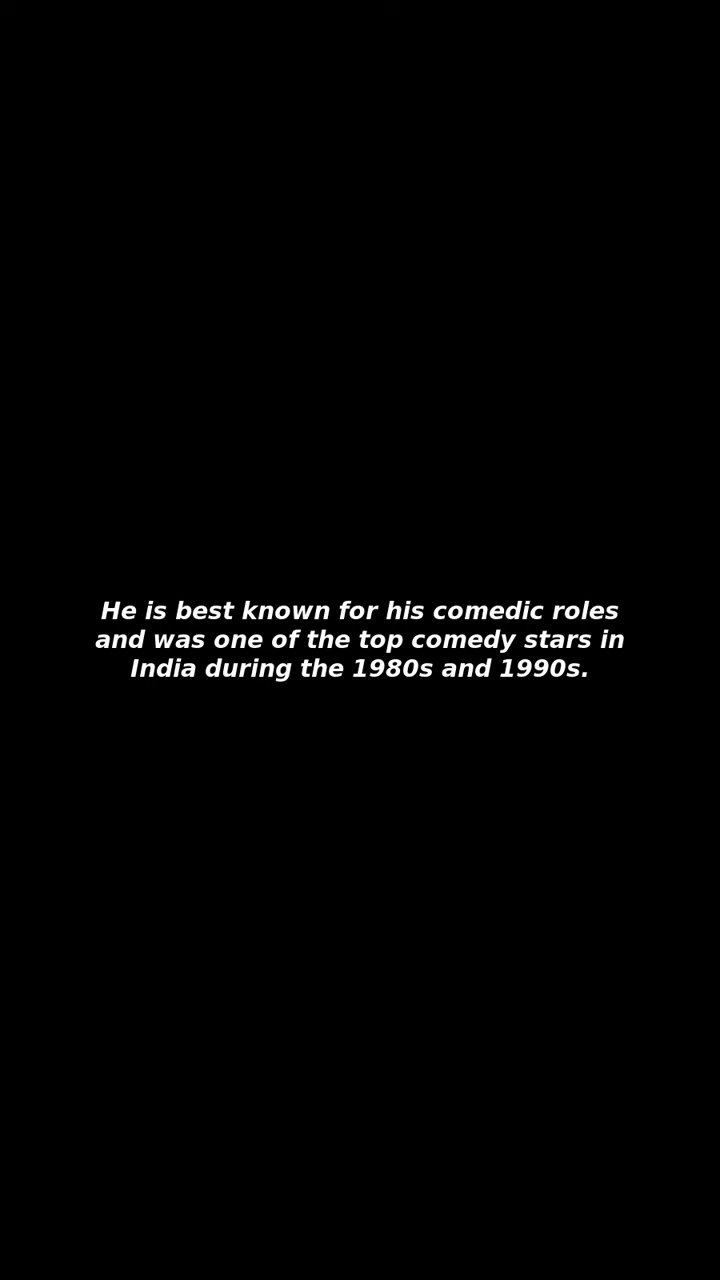 He is best known for his comedic roles
and was one of the top comedy stars in
India during the 1980s and 1990s.